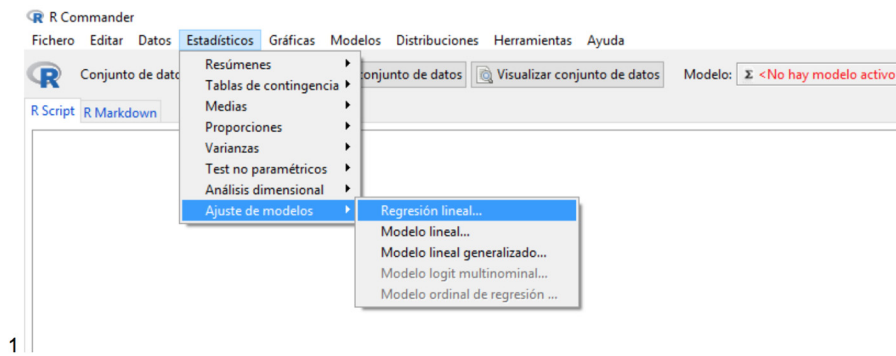 R Commander
Fichero Editar Datos Estadísticos Gráficas Modelos Distribuciones Herramientas Ayuda
Conjunto de dato onjunto de datos Visualizar conjunto de datos Modelo: Σ <No hay modelo activo
R Script R Markdown
Resúmenes
Tablas de contingencia
Medias
Proporciones
Varianzas
Test no paramétricos
Análisis dimensional
Ajuste de modelos
Regresión lineal...
Modelo lineal...
Modelo lineal generalizado...
Modelo logit multinominal...
Modelo ordinal de regresión ...
1